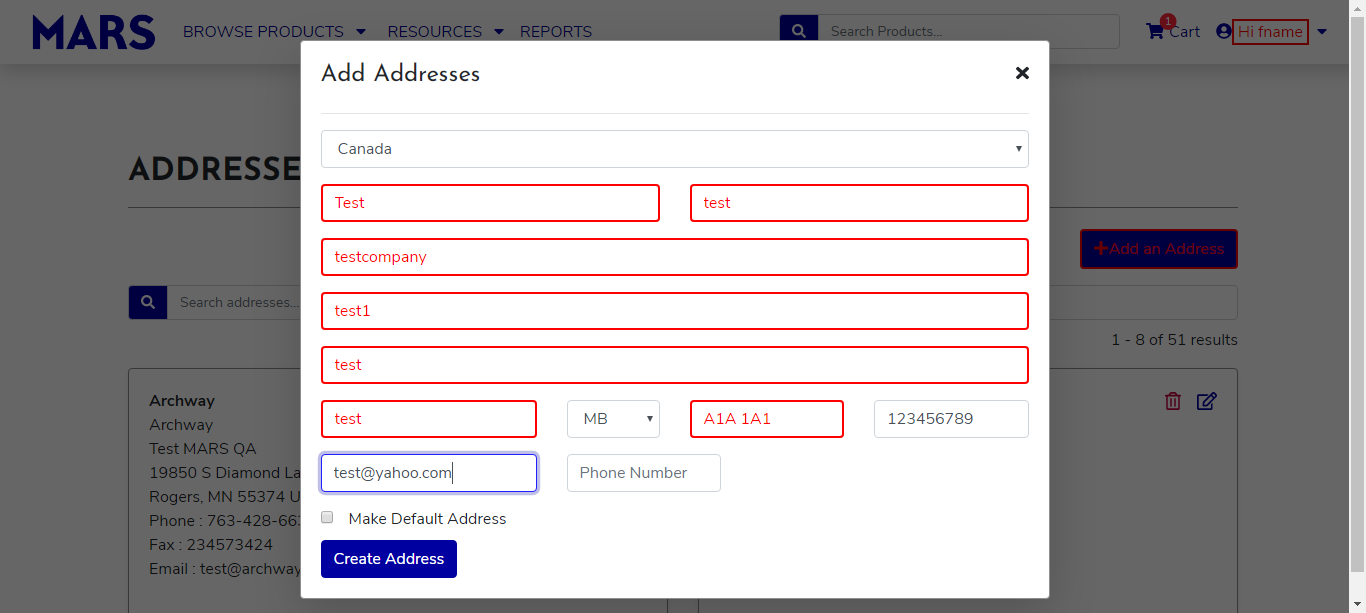 MARS BROWSE PRODUCTS RESOURCES REPORTS Search Products... 1 Cart Hi fname
Add Addresses
Canada
ADDRESSE
Test test
testcompany
Add an Address
Search addresses...
test1
1 - 8 of 51 results
test
Archway
test MB A1A 1A1 123456789
Archway
Test MARS QA
19850 S Diamond La
test@yahoo.com Phone Number
Rogers, MN 55374 U
Phone : 763-428-663
Make Default Address
Fax : 234573424
Create Address
Email : test@archway